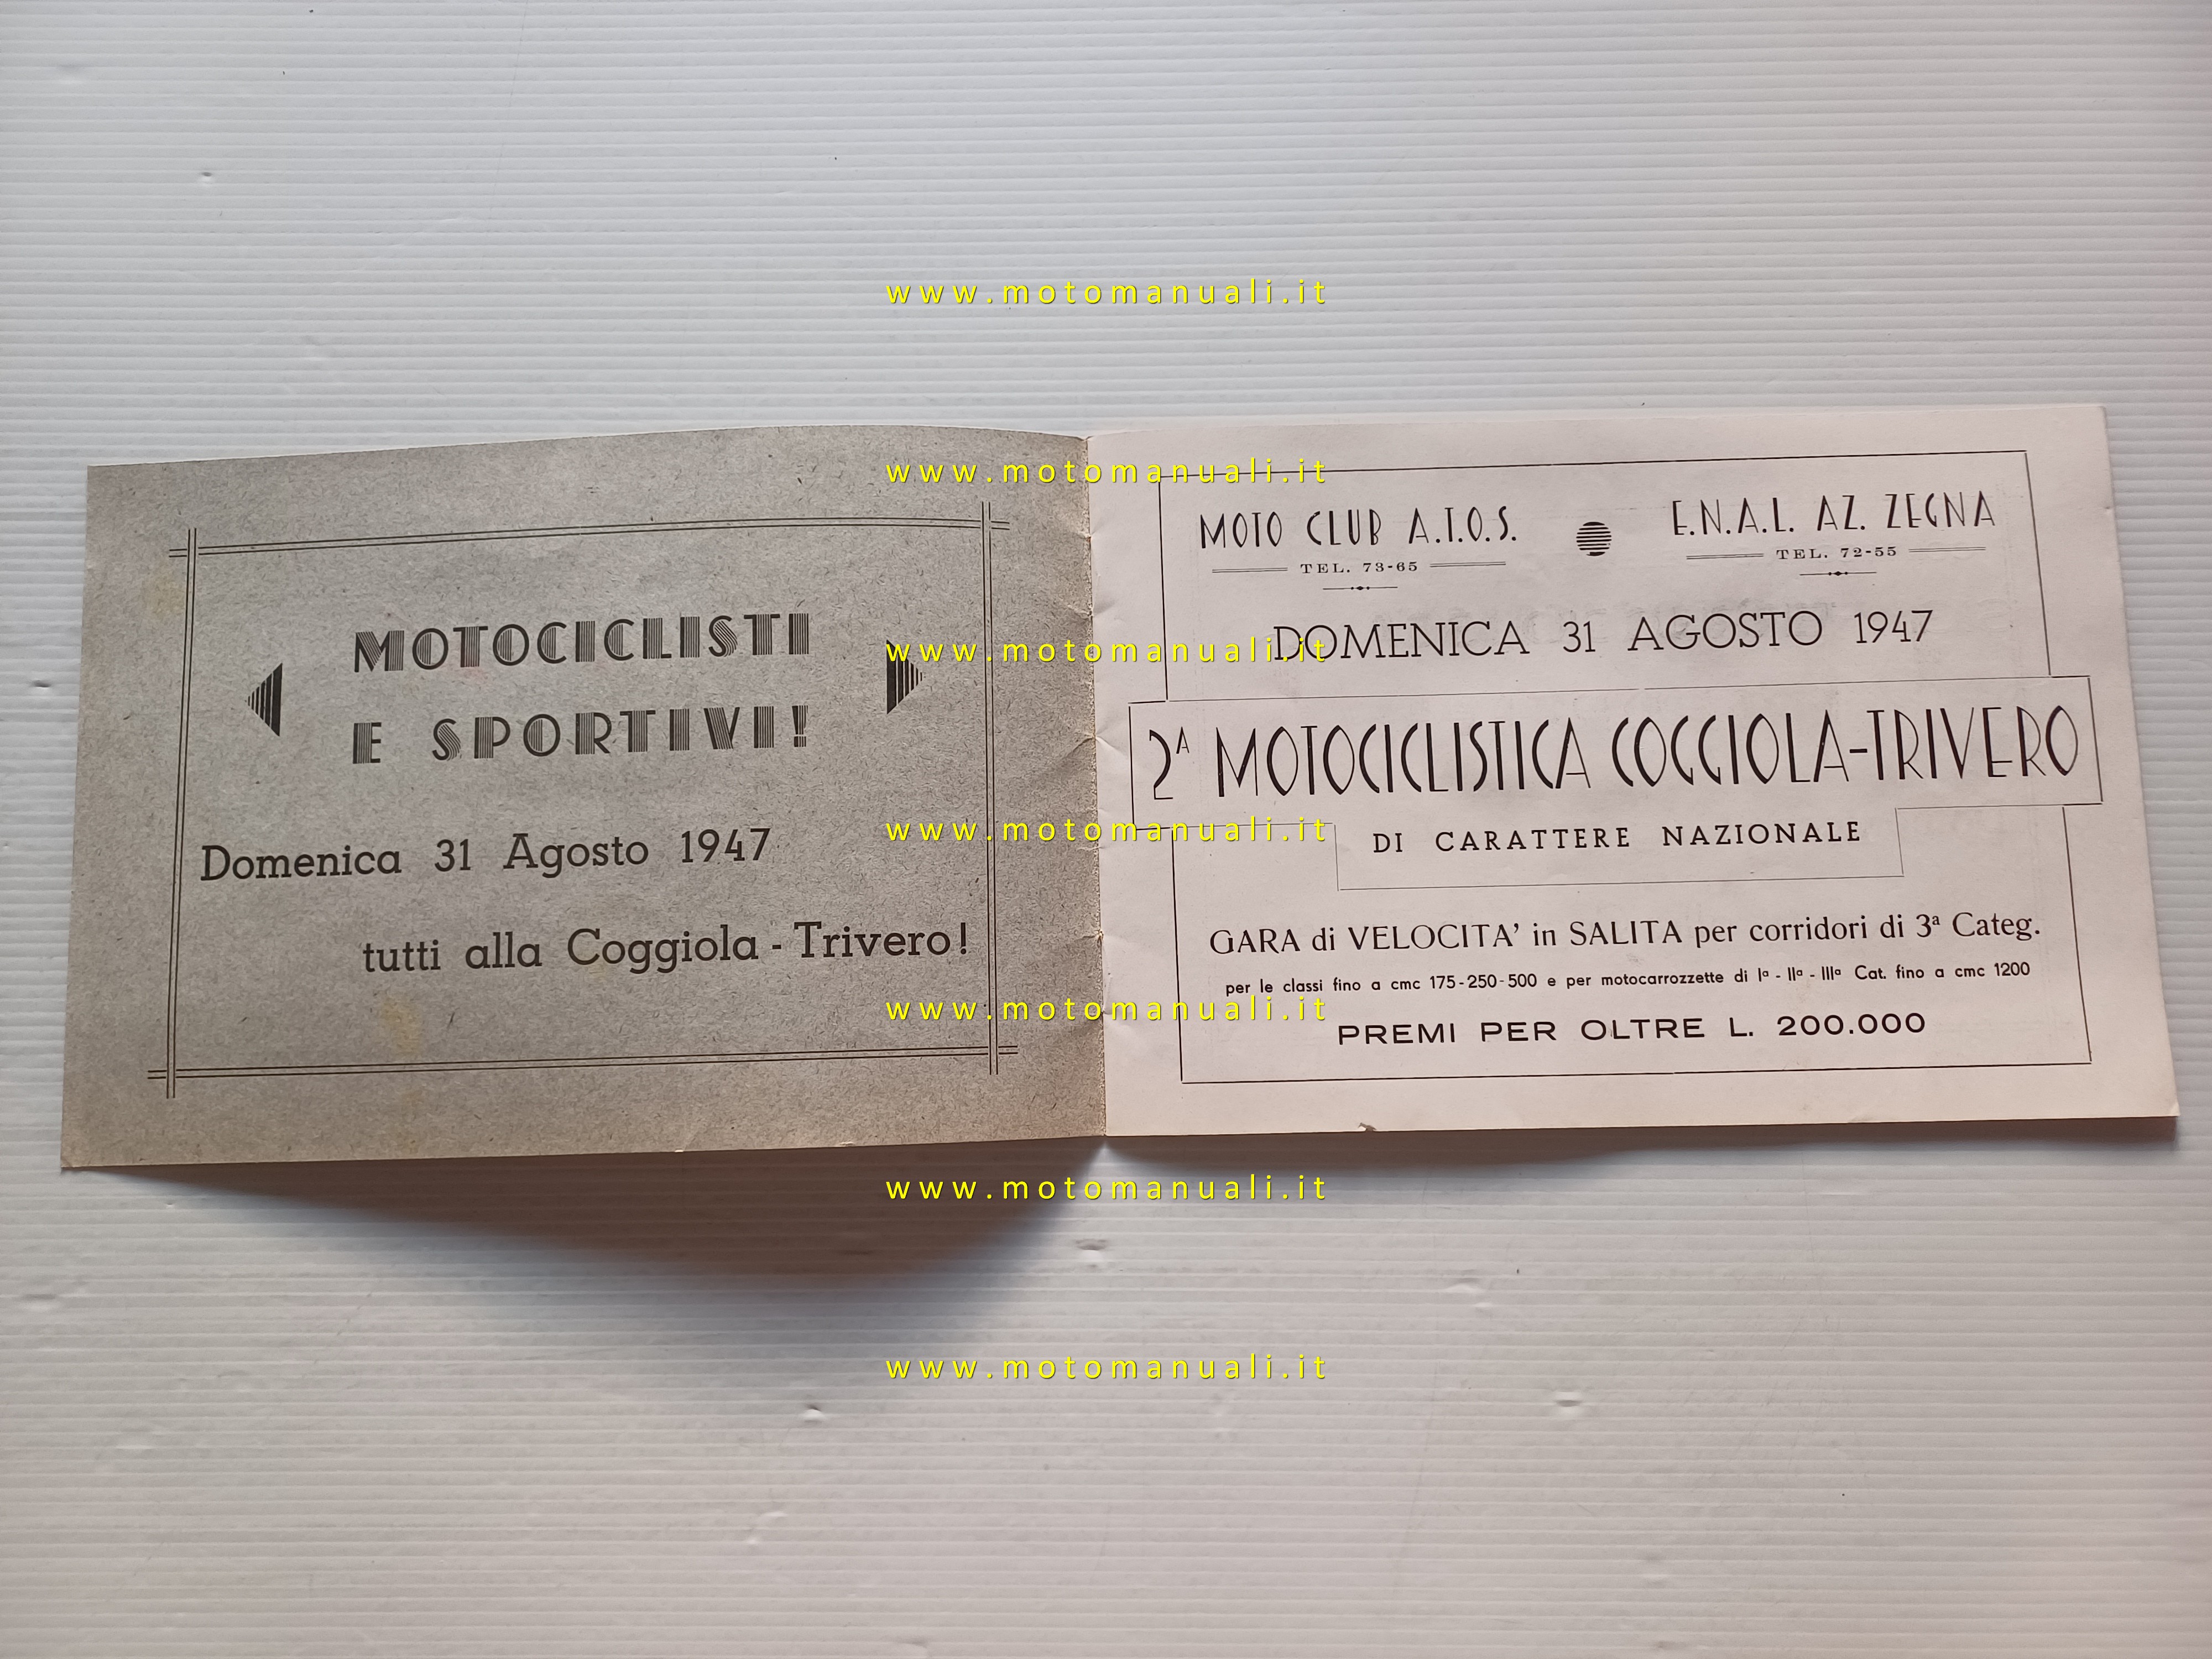 www.motomanuali.it
www.motomanuali.it
www.motomanuali.it
www.motomanuali.it
www.motomanuali.it
www.motomanuali.it
www.motomanuali.it
MOTOCICLISTI
E SPORTIVI!
Domenica 31 Agosto 1947
tutti alla Coggiola - Trivero!
MOTO CLUB A.T.O.S.
TEL. 73-65
E.N.A.L. AZ. ZEGNA
TEL. 72-55
DOMENICA 31 AGOSTO 1947
2ᴬ MOTOCICLISTICA COGGIOLA-TRIVERO
DI CARATTERE NAZIONALE
GARA di VELOCITA' in SALITA per corridori di 3ª Categ.
per le classi fino a cmc 175-250-500 e per motocarrozzette di Iª - IIª - IIIª Cat. fino a cmc 1200
PREMI PER OLTRE L. 200.000